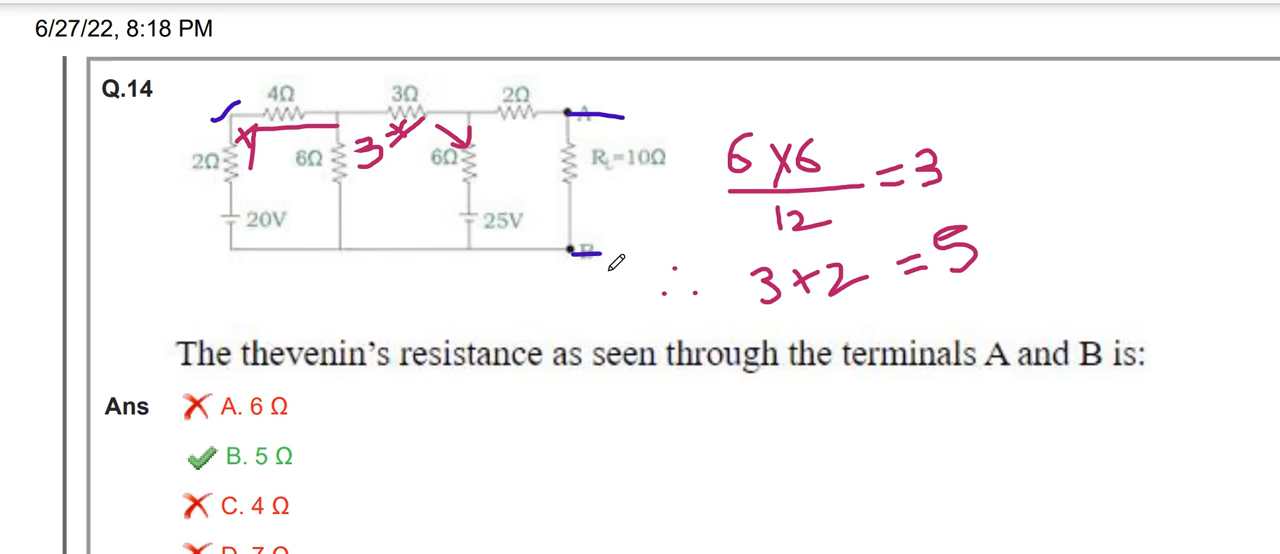 6/27/22, 8:18 PM
Q.14
4Ω 3Ω 2Ω A
2Ω 6Ω 3 6Ω R_L=10Ω
20V 25V
B
6 x 6 / 12 = 3
∴ 3 + 2 = 5
The thevenin's resistance as seen through the terminals A and B is:
Ans A. 6 Ω
B. 5 Ω
C. 4 Ω
D. 7 Ω